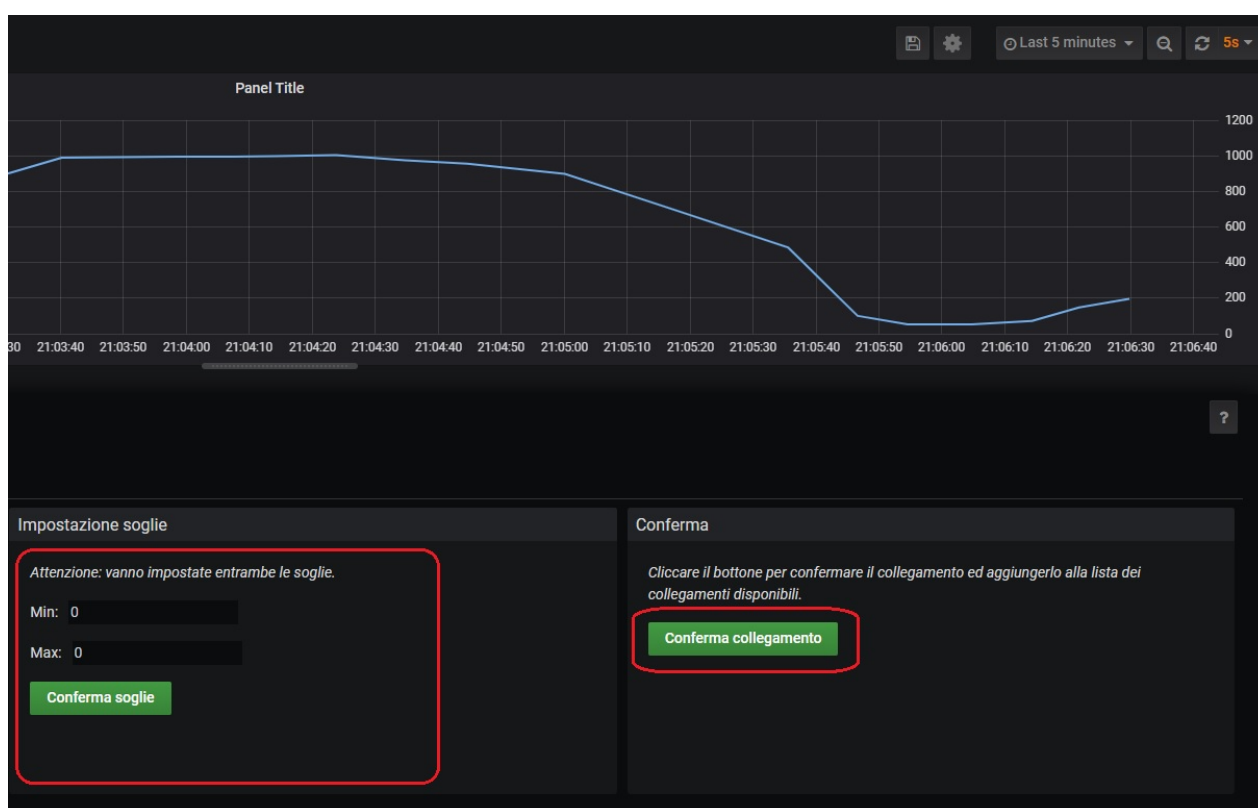 Last 5 minutes
5s
Panel Title
1200
1000
800
600
400
200
0
30 21:03:40 21:03:50 21:04:00 21:04:10 21:04:20 21:04:30 21:04:40 21:04:50 21:05:00 21:05:10 21:05:20 21:05:30 21:05:40 21:05:50 21:06:00 21:06:10 21:06:20 21:06:30 21:06:40
?
Impostazione soglie
Attenzione: vanno impostate entrambe le soglie.
Min: 0
Max: 0
Conferma soglie
Conferma
Cliccare il bottone per confermare il collegamento ed aggiungerlo alla lista dei
collegamenti disponibili.
Conferma collegamento